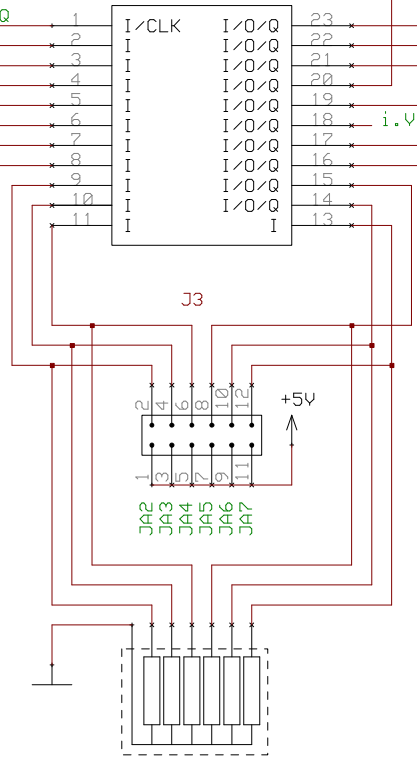 Q
1 I/CLK I/O/Q 23
2 I I/O/Q 22
3 I I/O/Q 21
4 I I/O/Q 20
5 I I/O/Q 19
6 I I/O/Q 18 i.V
7 I I/O/Q 17
8 I I/O/Q 16
9 I I/O/Q 15
10 I I/O/Q 14
11 I I 13
J3
+5V
2 4 6 8 10 12
1 3 5 7 9 11
JA2 JA3 JA4 JA5 JA6 JA7